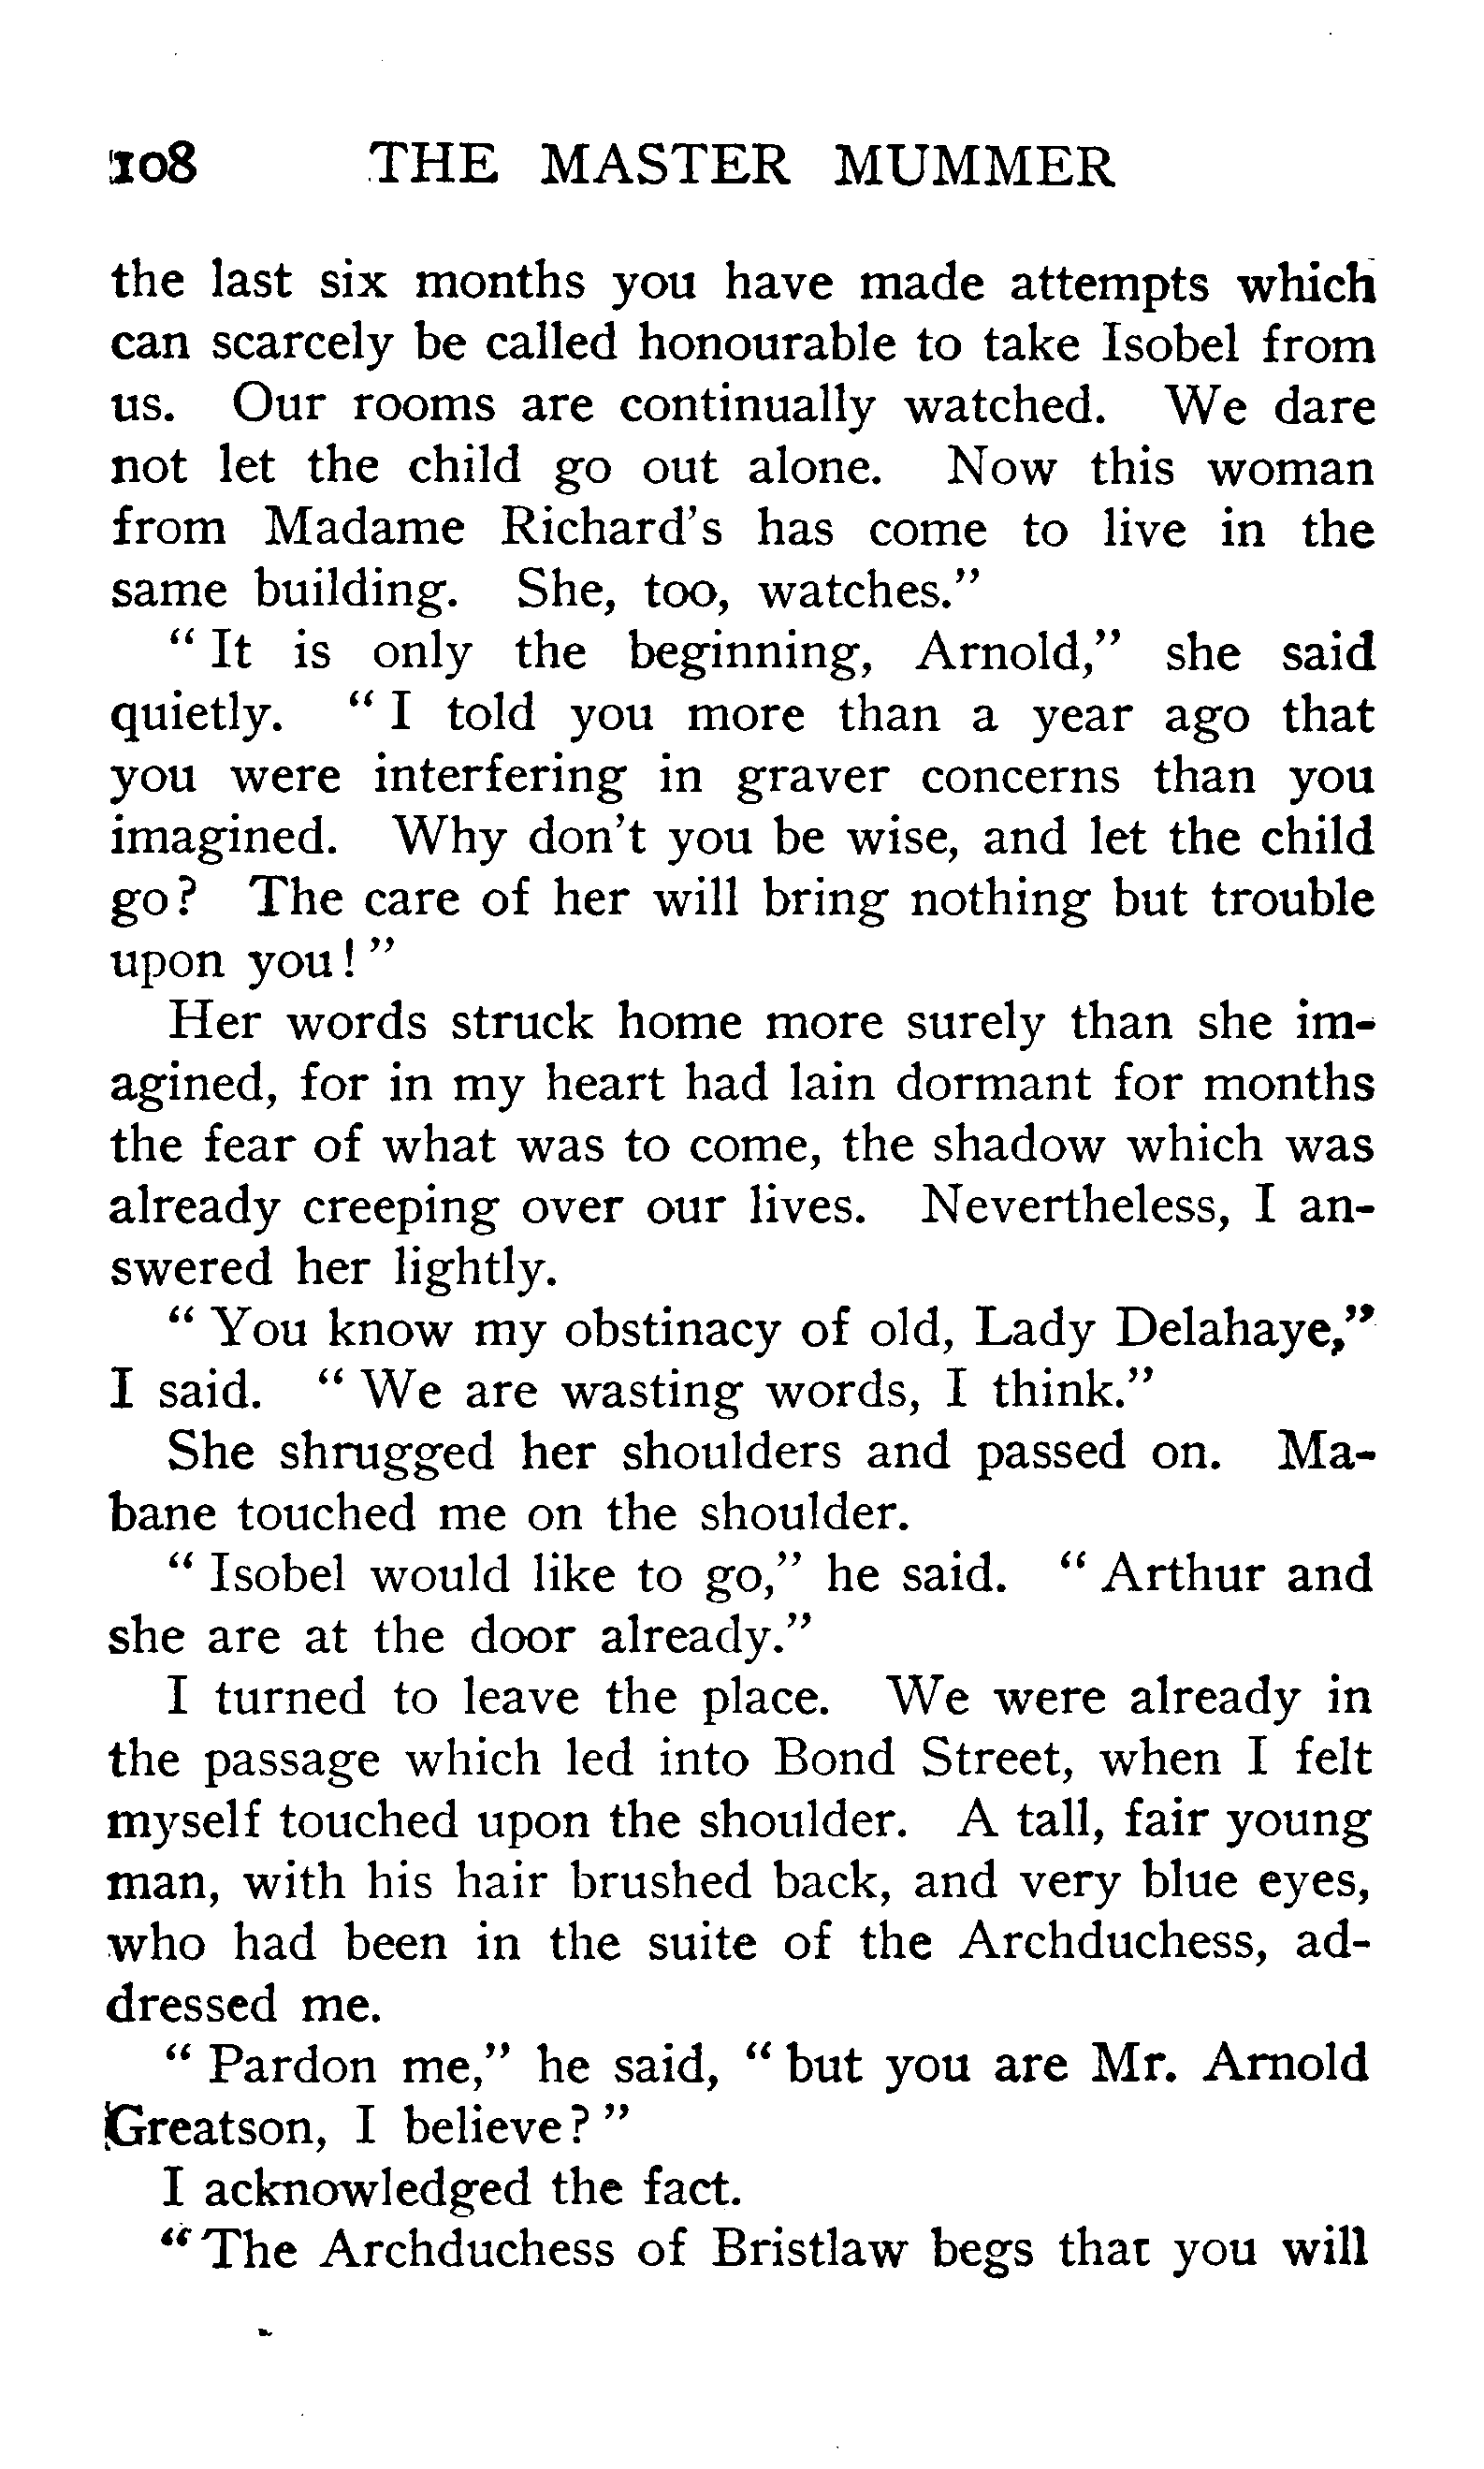 108 THE MASTER MUMMER
the last six months you have made attempts which
can scarcely be called honourable to take Isobel from
us. Our rooms are continually watched. We dare
not let the child go out alone. Now this woman
from Madame Richard's has come to live in the
same building. She, too, watches."
" It is only the beginning, Arnold," she said
quietly. " I told you more than a year ago that
you were interfering in graver concerns than you
imagined. Why don't you be wise, and let the child
go? The care of her will bring nothing but trouble
upon you! "
Her words struck home more surely than she im-
agined, for in my heart had lain dormant for months
the fear of what was to come, the shadow which was
already creeping over our lives. Nevertheless, I an-
swered her lightly.
" You know my obstinacy of old, Lady Delahaye,"
I said. " We are wasting words, I think."
She shrugged her shoulders and passed on. Ma-
bane touched me on the shoulder.
" Isobel would like to go," he said. " Arthur and
she are at the door already."
I turned to leave the place. We were already in
the passage which led into Bond Street, when I felt
myself touched upon the shoulder. A tall, fair young
man, with his hair brushed back, and very blue eyes,
who had been in the suite of the Archduchess, ad-
dressed me.
" Pardon me," he said, " but you are Mr. Arnold
Greatson, I believe? "
I acknowledged the fact.
" The Archduchess of Bristlaw begs that you will